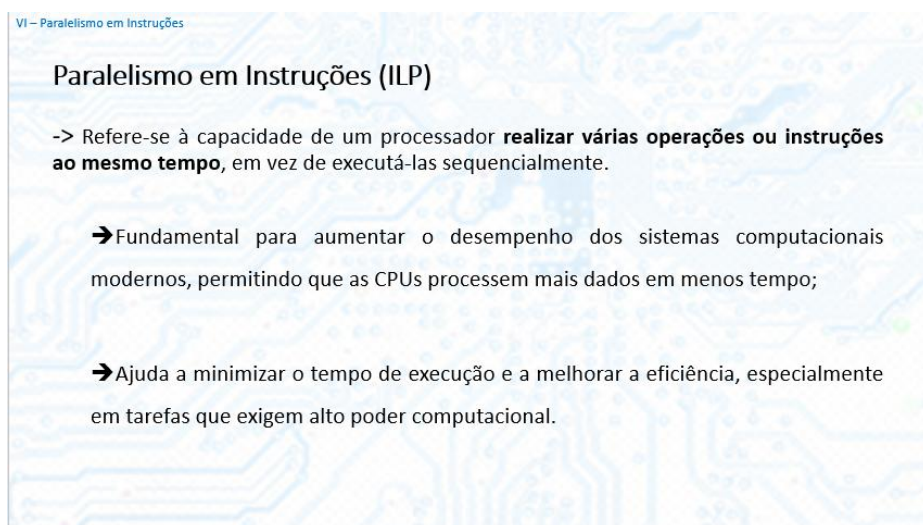 VI – Paralelismo em Instruções
Paralelismo em Instruções (ILP)
-> Refere-se à capacidade de um processador realizar várias operações ou instruções
ao mesmo tempo, em vez de executá-las sequencialmente.
➔Fundamental para aumentar o desempenho dos sistemas computacionais
modernos, permitindo que as CPUs processem mais dados em menos tempo;
➔Ajuda a minimizar o tempo de execução e a melhorar a eficiência, especialmente
em tarefas que exigem alto poder computacional.